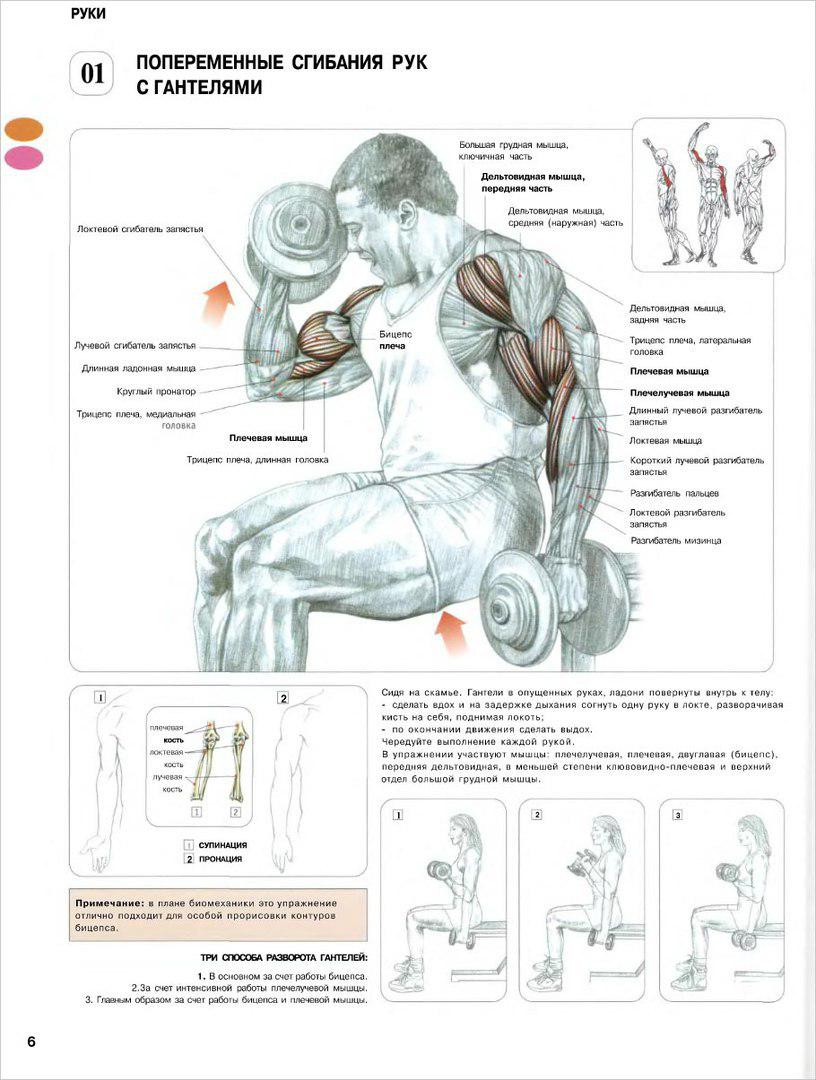 РУКИ
01
ПОПЕРЕМЕННЫЕ СГИБАНИЯ РУК
С ГАНТЕЛЯМИ
Большая грудная мышца,
ключичная часть
Дельтовидная мышца,
передняя часть
Дельтовидная мышца,
средняя (наружная) часть
Локтевой сгибатель запястья
Лучевой сгибатель запястья
Длинная ладонная мышца
Круглый пронатор
Трицепс плеча, медиальная
головка
Плечевая мышца
Трицепс плеча, длинная головка
Бицепс
плеча
Дельтовидная мышца,
задняя часть
Трицепс плеча, латеральная
головка
Плечевая мышца
Плечелучевая мышца
Длинный лучевой разгибатель
запястья
Локтевая мышца
Короткий лучевой разгибатель
запястья
Разгибатель пальцев
Локтевой разгибатель
запястья
Разгибатель мизинца
1
2
плечевая
кость
локтевая
кость
лучевая
кость
1 2
1 СУПИНАЦИЯ
2 ПРОНАЦИЯ
Примечание: в плане биомеханики это упражнение
отлично подходит для особой прорисовки контуров
бицепса.
ТРИ СПОСОБА РАЗВОРОТА ГАНТЕЛЕЙ:
1. В основном за счет работы бицепса.
2.За счет интенсивной работы плечелучевой мышцы.
3. Главным образом за счет работы бицепса и плечевой мышцы.
Сидя на скамье. Гантели в опущенных руках, ладони повернуты внутрь к телу:
- сделать вдох и на задержке дыхания согнуть одну руку в локте, разворачивая
кисть на себя, поднимая локоть;
- по окончании движения сделать выдох.
Чередуйте выполнение каждой рукой.
В упражнении участвуют мышцы: плечелучевая, плечевая, двуглавая (бицепс),
передняя дельтовидная, в меньшей степени клювовидно-плечевая и верхний
отдел большой грудной мышцы.
1
2
3
6